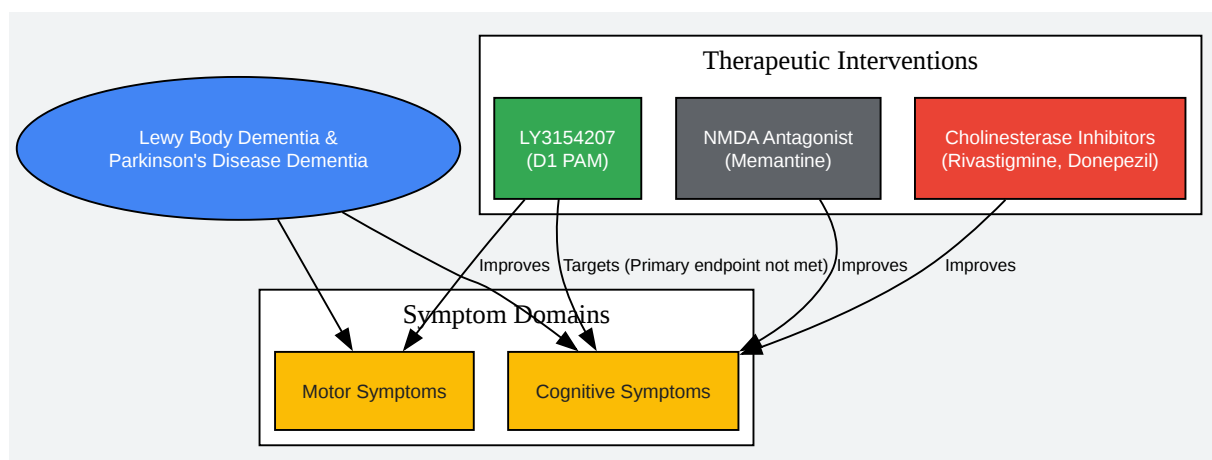 Therapeutic Interventions
Lewy Body Dementia &
Parkinson's Disease Dementia
LY3154207
(D1 PAM)
NMDA Antagonist
(Memantine)
Cholinesterase Inhibitors
(Rivastigmine, Donepezil)
Improves
Targets (Primary endpoint not met)
Improves
Improves
Symptom Domains
Motor Symptoms
Cognitive Symptoms